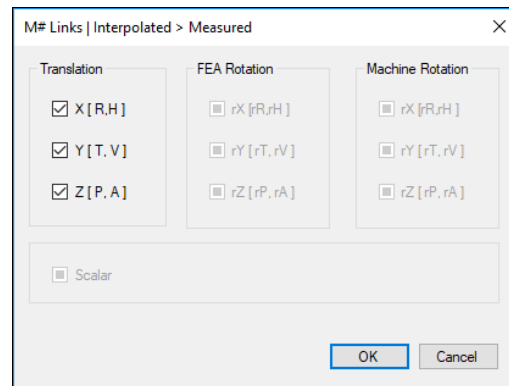 M# Links | Interpolated > Measured
Translation
X [ R,H ]
Y [ T, V ]
Z [ P, A ]
FEA Rotation
rX [rR,rH ]
rY [ rT, rV ]
rZ [ rP, rA ]
Machine Rotation
rX [rR,rH ]
rY [ rT, rV ]
rZ [ rP, rA ]
Scalar
OK
Cancel